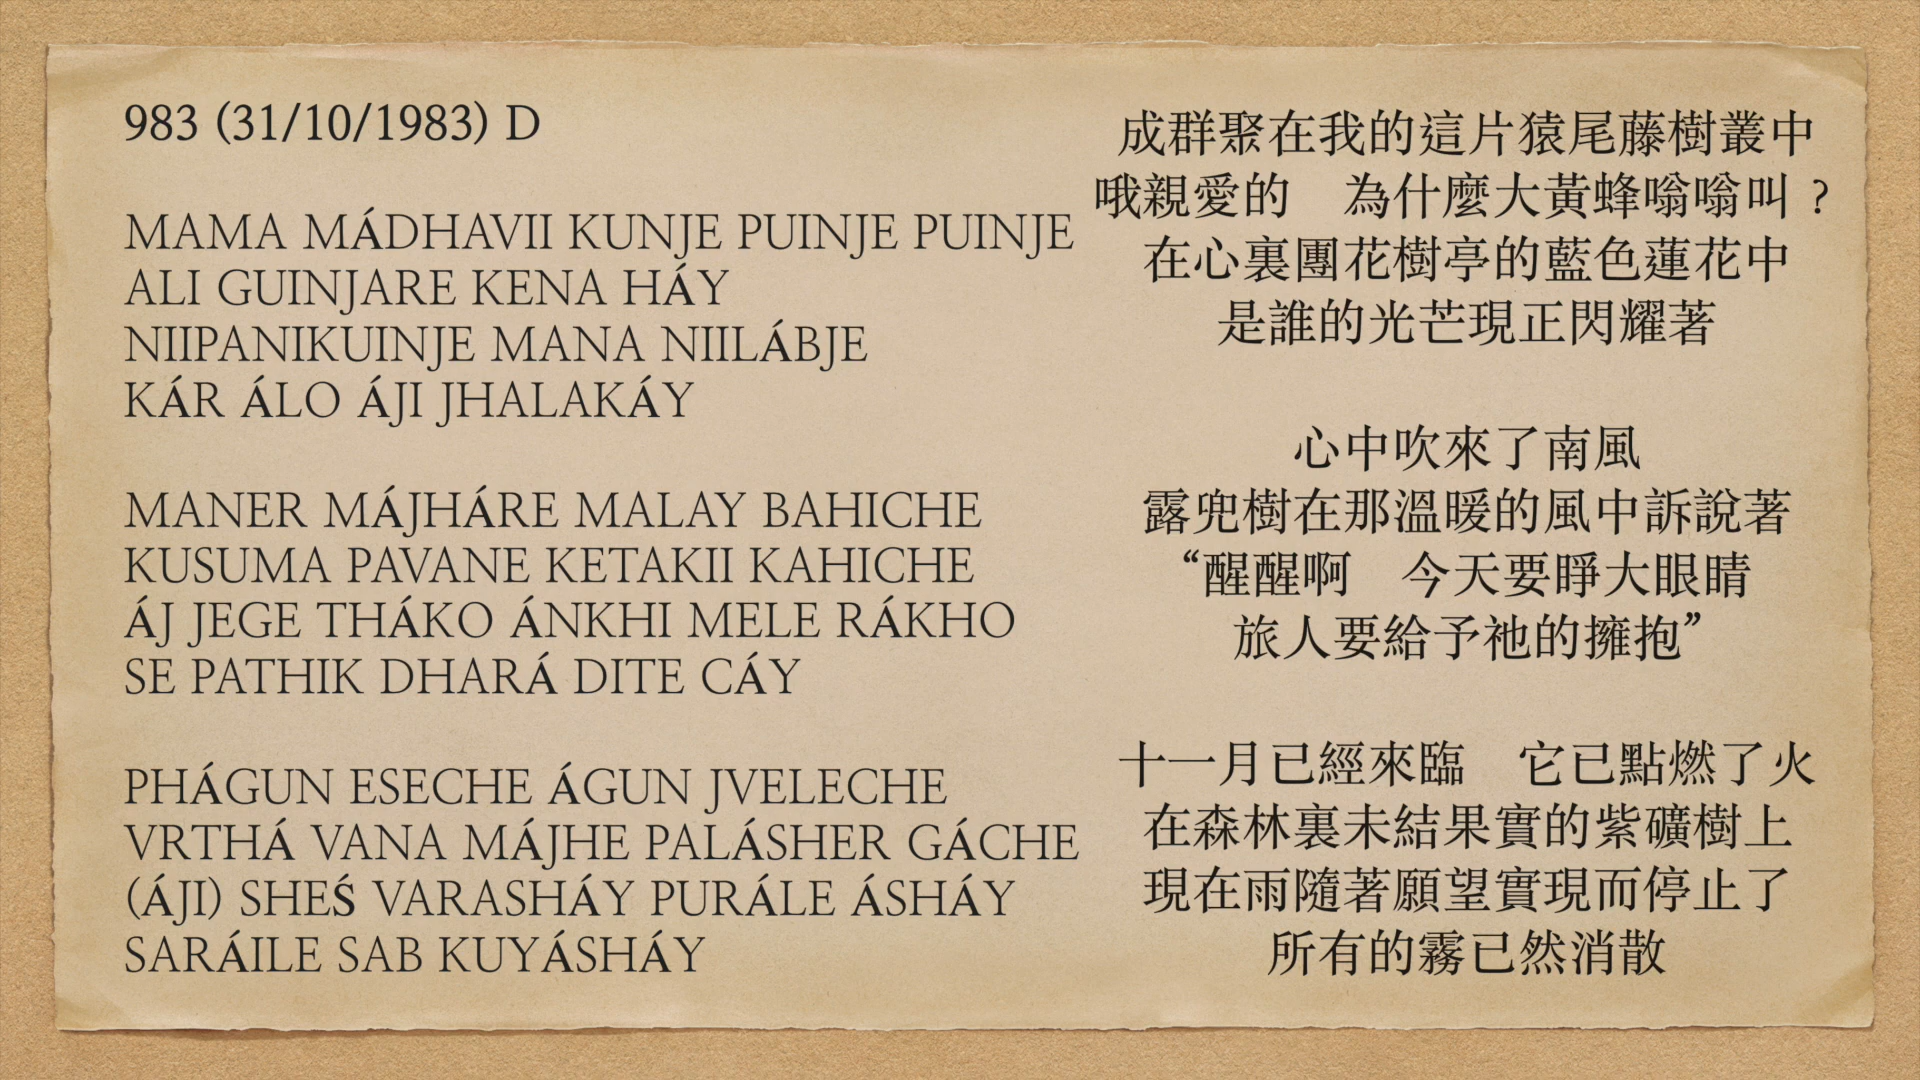 983 (31/10/1983) D
MAMA MÁDHAVII KUNJE PUINJE PUINJE
ALI GUINJARE KENA HÁY
NIIPANIKUINJE MANA NIILÁBJE
KÁR ÁLO ÁJI JHALAKÁY
MANER MÁJHÁRE MALAY BAHICHE
KUSUMA PAVANE KETAKII KAHICHE
ÁJ JEGE THÁKO ÁNKHI MELE RÁKHO
SE PATHIK DHARÁ DITE CÁY
PHÁGUN ESECHE ÁGUN JVELECHE
VRTHÁ VANA MÁJHE PALÁSHER GÁCHE
(ÁJI) SHEŚ VARASHÁY PURÁLE ÁSHÁY
SARÁILE SAB KUYÁSHÁY
成群聚在我的這片猿尾藤樹叢中
哦親愛的　為什麼大黃蜂嗡嗡叫？
在心裏團花樹亭的藍色蓮花中
是誰的光芒現正閃耀著
心中吹來了南風
露兜樹在那溫暖的風中訴說著
“醒醒啊　今天要睜大眼睛
旅人要給予祂的擁抱”
十一月已經來臨　它已點燃了火
在森林裏未結果實的紫礦樹上
現在雨隨著願望實現而停止了
所有的霧已然消散